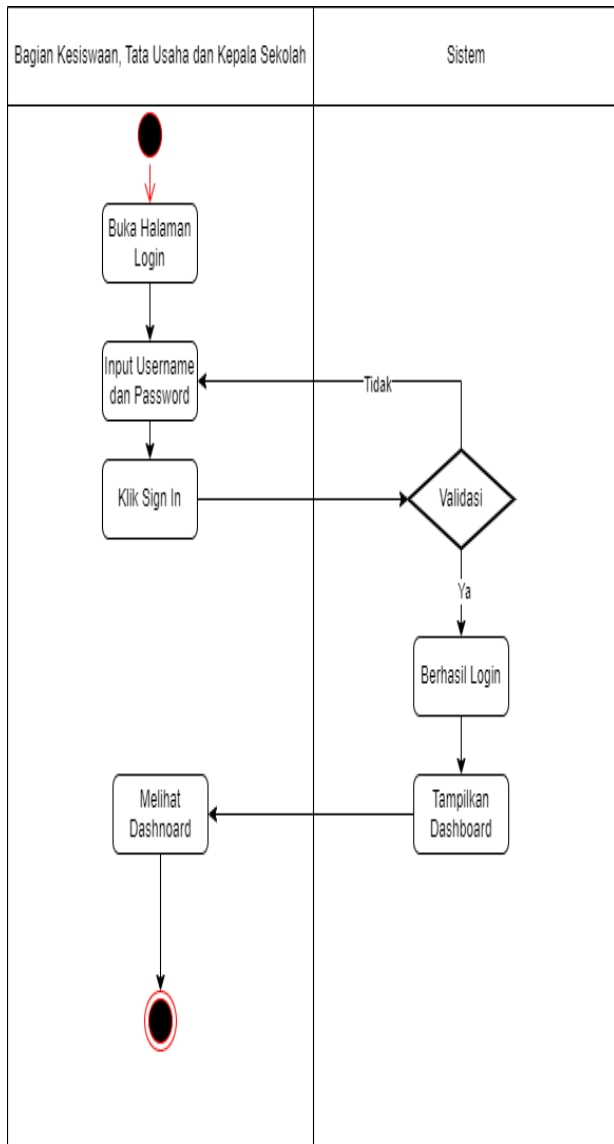 Bagian Kesiswaan, Tata Usaha dan Kepala Sekolah
Sistem
Buka Halaman
Login
Input Username
dan Password
Tidak
Klik Sign In
Validasi
Ya
Berhasil Login
Melihat
Dashnoard
Tampilkan
Dashboard